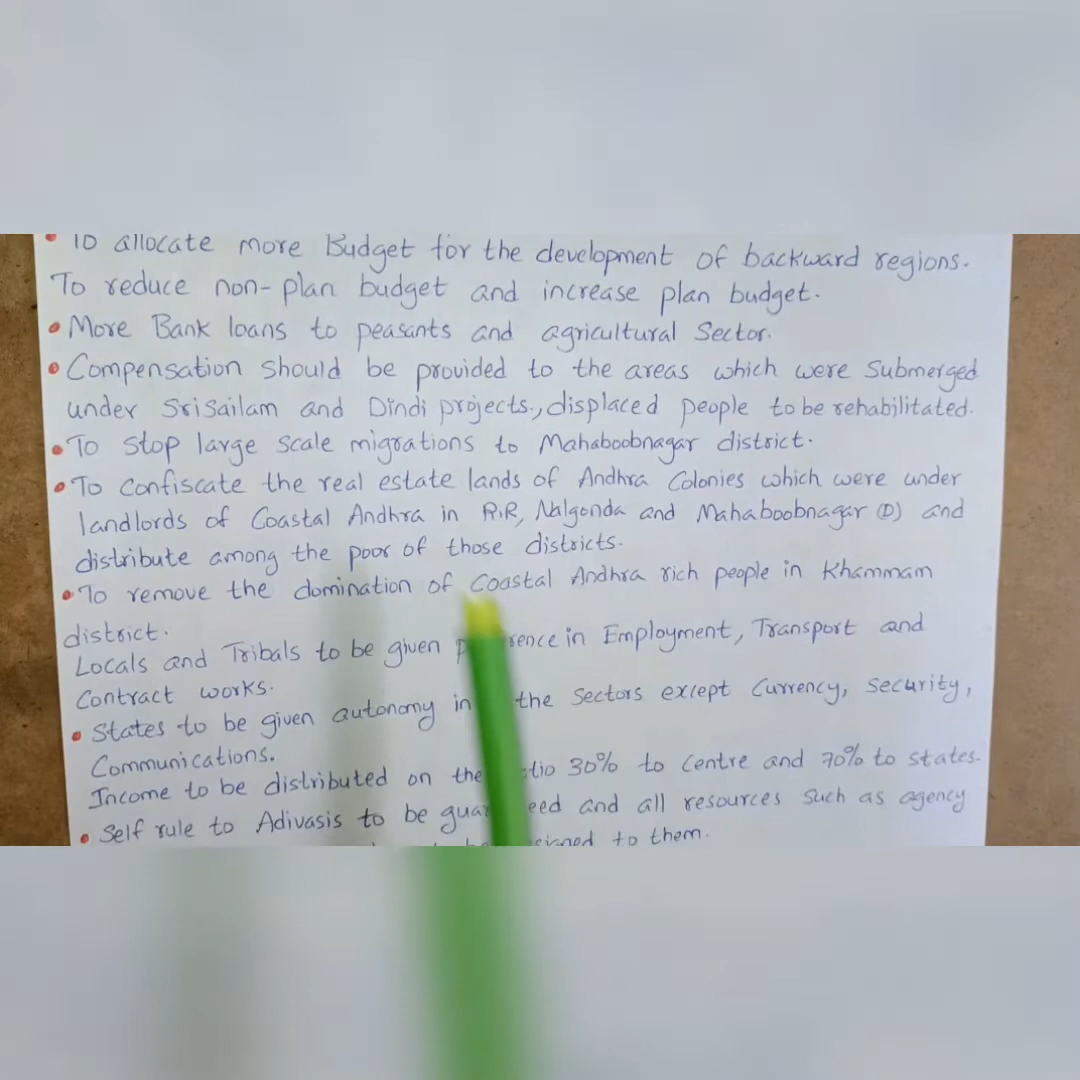 • To allocate more Budget for the development of backward regions.
To reduce non-plan budget and increase plan budget.
• More Bank loans to peasants and agricultural Sector.
• Compensation should be provided to the areas which were Submerged
under Srisailam and Dindi projects., displaced people to be rehabilitated.
• To stop large scale migrations to Mahaboobnagar district.
• To confiscate the real estate lands of Andhra Colonies which were under
landlords of Coastal Andhra in R.R, Nalgonda and Mahaboobnagar (D) and
distribute among the poor of those districts.
• To remove the domination of Coastal Andhra rich people in Khammam
district.
Locals and Tribals to be given in Employment, Transport and
Contract works.
• States to be given autonomy in the Sectors except Currency, Security,
Communications.
Income to be distributed on the 30% to Centre and 70% to states.
• Self rule to Adivasis to be and all resources such as agency
to them.